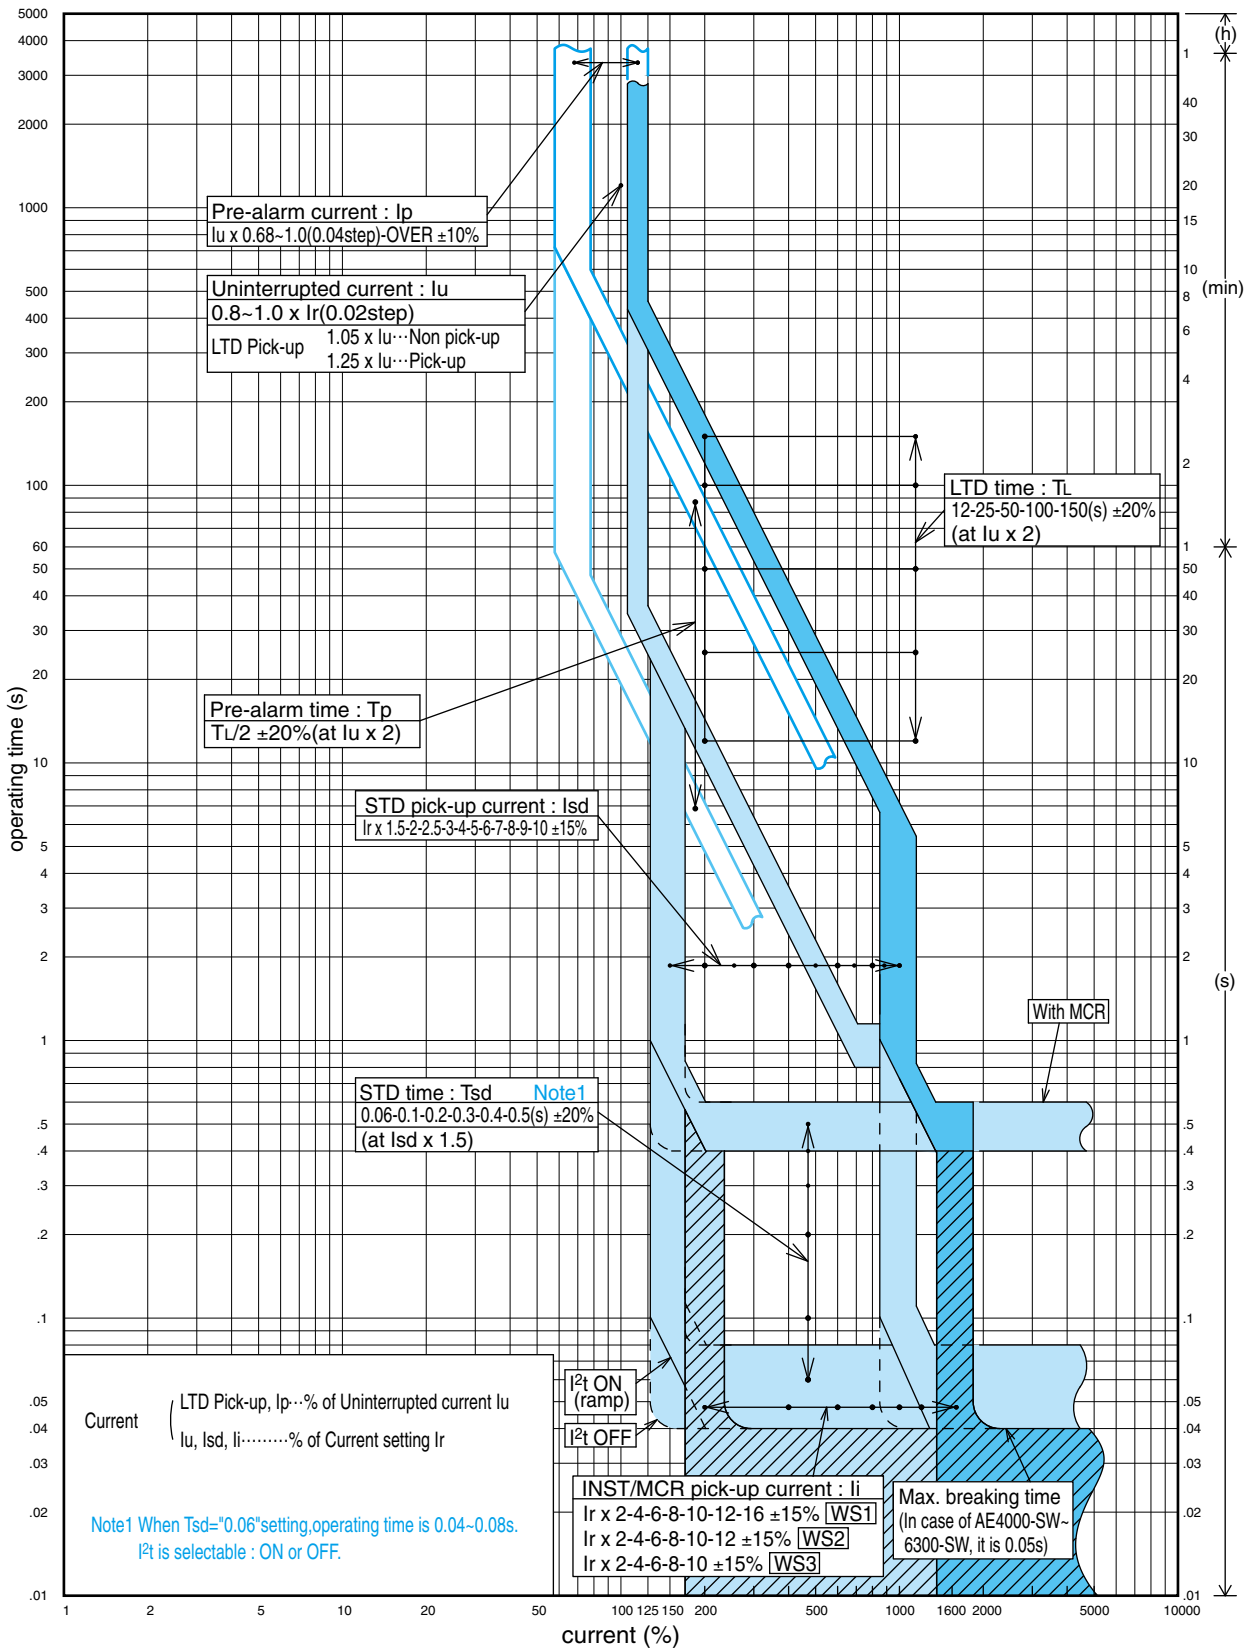 5000
4000
3000
2000
1000
500
400
300
200
100
60
50
40
30
20
10
5
4
3
2
1
.5
.4
.3
.2
.1
.05
.04
.03
.02
.01
operating time (s)
Pre-alarm current : Ip
Iu x 0.68~1.0(0.04step)-OVER ±10%
Uninterrupted current : Iu
0.8~1.0 x Ir(0.02step)
LTD Pick-up
1.05 x Iu···Non pick-up
1.25 x Iu···Pick-up
LTD time : TL
12-25-50-100-150(s) ±20%
(at Iu x 2)
Pre-alarm time : Tp
TL/2 ±20%(at Iu x 2)
STD pick-up current : Isd
Ir x 1.5-2-2.5-3-4-5-6-7-8-9-10 ±15%
With MCR
STD time : Tsd Note1
0.06-0.1-0.2-0.3-0.4-0.5(s) ±20%
(at Isd x 1.5)
I²t ON
(ramp)
I²t OFF
Current
LTD Pick-up, Ip···% of Uninterrupted current Iu
Iu, Isd, Ii·········% of Current setting Ir
Note1 When Tsd="0.06"setting,operating time is 0.04~0.08s.
I²t is selectable : ON or OFF.
INST/MCR pick-up current : Ii
Ir x 2-4-6-8-10-12-16 ±15% WS1
Ir x 2-4-6-8-10-12 ±15% WS2
Ir x 2-4-6-8-10 ±15% WS3
Max. breaking time
(In case of AE4000-SW~
6300-SW, it is 0.05s)
(h)
1
40
30
20
15
10
8
6
4
2
1
(min)
50
40
30
20
10
5
4
3
2
1
.5
.4
.3
.2
.1
.05
.04
.03
.02
.01
(s)
1 2 5 10 20 50 100 125 150 200 500 1000 1600 2000 5000 10000
current (%)